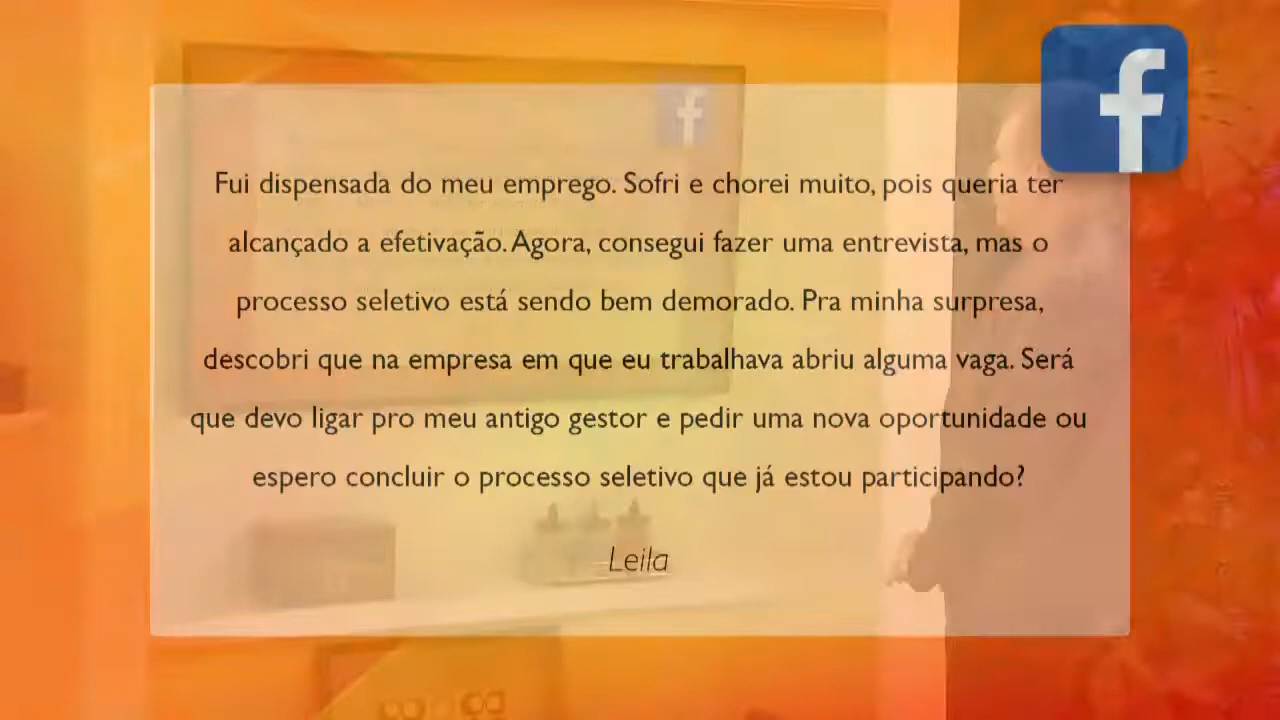 Fui dispensada do meu emprego. Sofri e chorei muito, pois queria ter
alcançado a efetivação. Agora, consegui fazer uma entrevista, mas o
processo seletivo está sendo bem demorado. Pra minha surpresa,
descobri que na empresa em que eu trabalhava abriu alguma vaga. Será
que devo ligar pro meu antigo gestor e pedir uma nova oportunidade ou
espero concluir o processo seletivo que já estou participando?
Leila